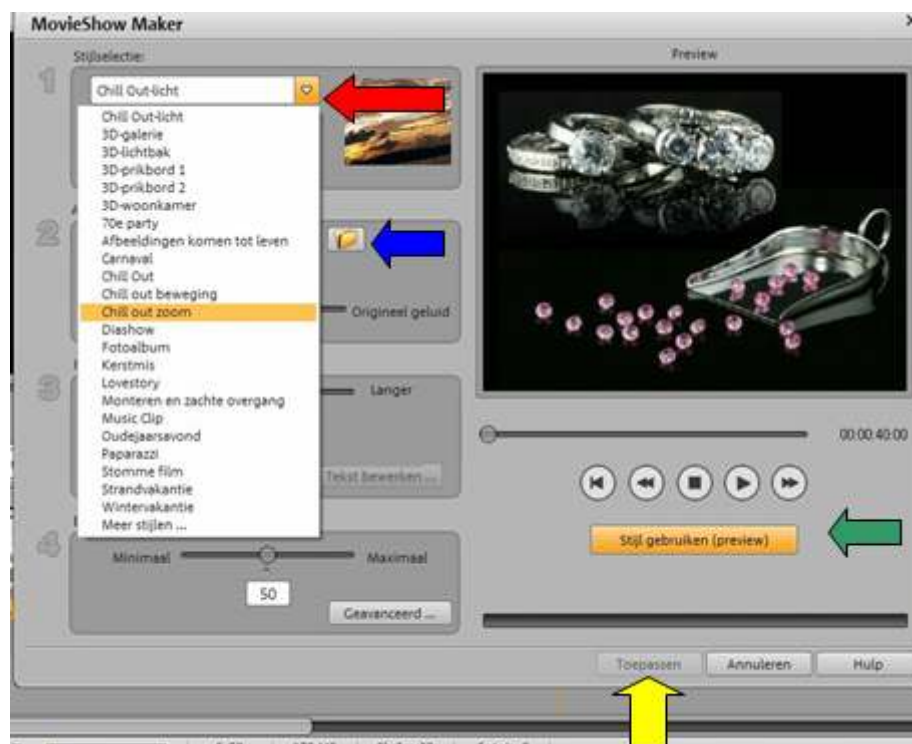 MovieShow Maker
Stijlselectie:
Preview
1
Chill Out-licht
Chill Out-licht
3D-galerie
3D-lichtbak
3D-prikbord 1
3D-prikbord 2
3D-woonkamer
70e party
Afbeeldingen komen tot leven
Carnaval
Chill Out
Chill out beweging
Chill out zoom
Diashow
Fotoalbum
Kerstmis
Lovestory
Monteren en zachte overgang
Music Clip
Oudejaarsavond
Paparazzi
Stomme film
Strandvakantie
Wintervakantie
Meer stijlen ...
2
Origineel geluid
3
Langer
Tekst bewerken ...
4
Minimaal
Maximaal
50
Geavanceerd ...
00:00:40:00
Stijl gebruiken (preview)
Toepassen
Annuleren
Hulp